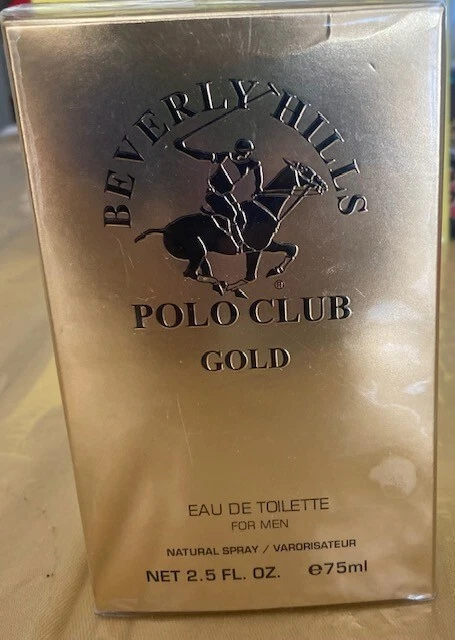 BEVERLY HILLS
®
POLO CLUB
GOLD
EAU DE TOILETTE
FOR MEN
NATURAL SPRAY / VARORISATEUR
NET 2.5 FL. OZ. e75ml